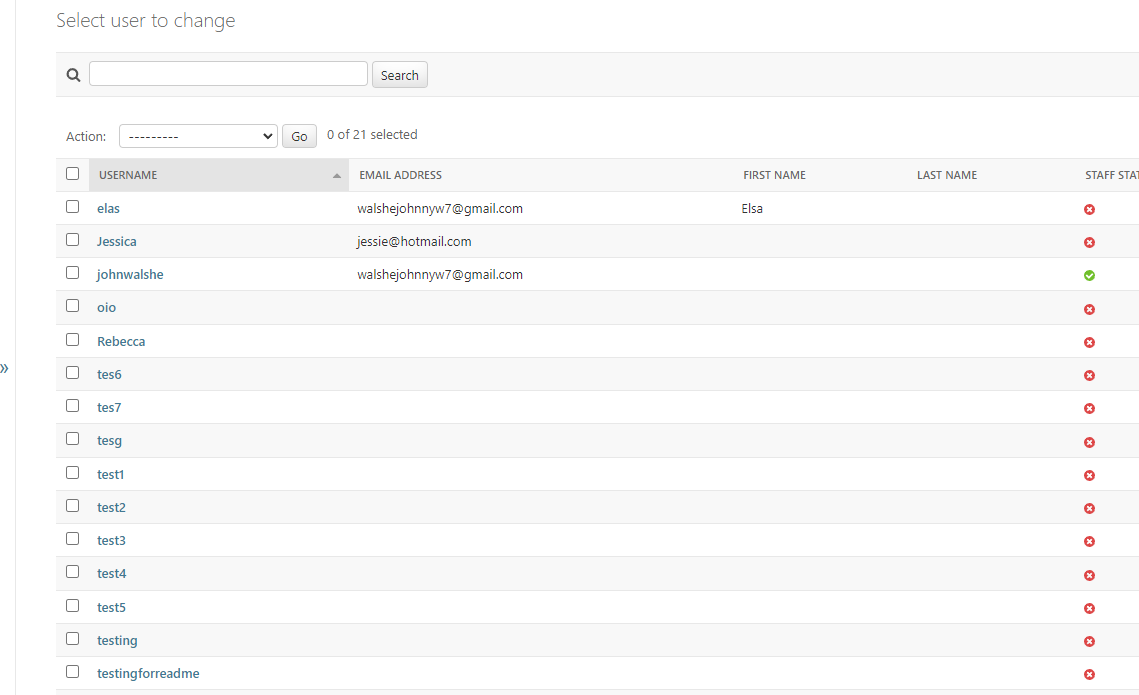 Select user to change
Search
Action: --------- Go 0 of 21 selected
USERNAME EMAIL ADDRESS FIRST NAME LAST NAME STAFF STAT
elas walshejohnnyw7@gmail.com Elsa
Jessica jessie@hotmail.com
johnwalshe walshejohnnyw7@gmail.com
oio
Rebecca
»
tes6
tes7
tesg
test1
test2
test3
test4
test5
testing
testingforreadme